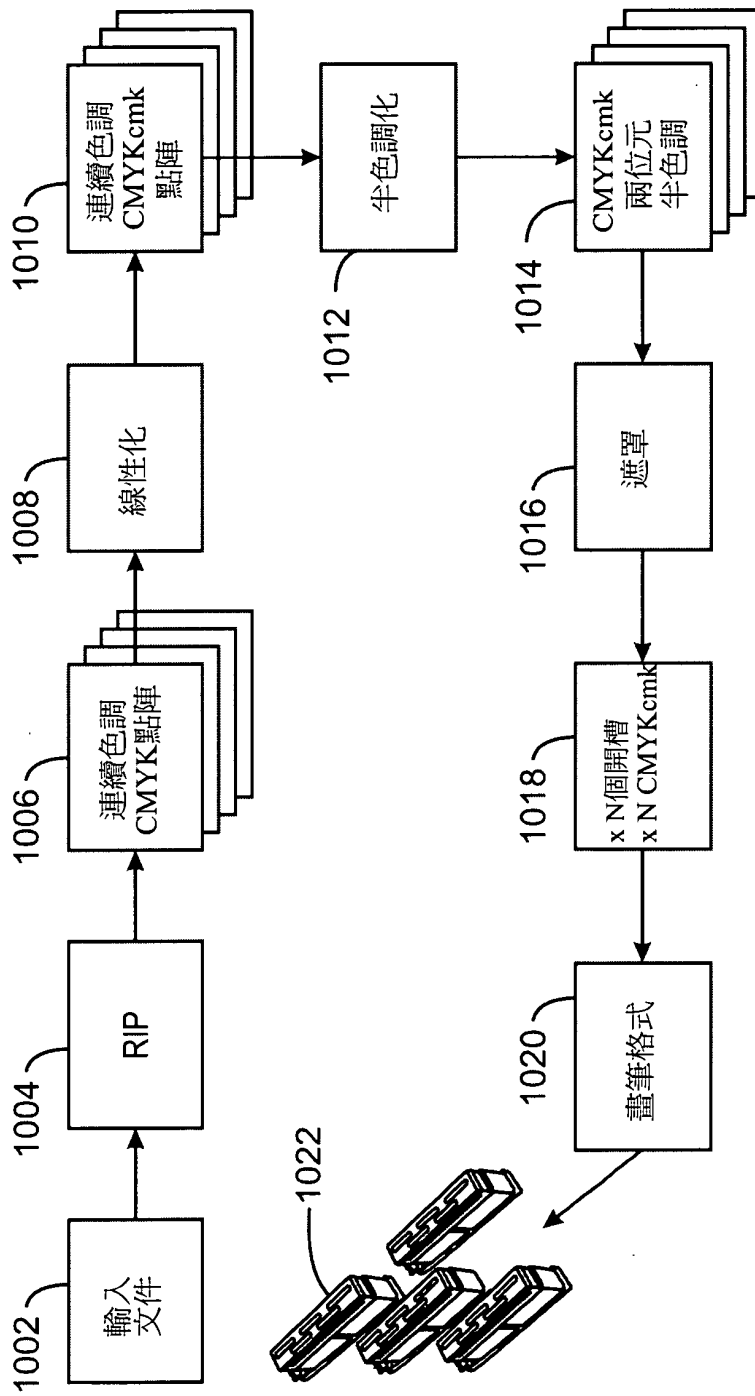 1002
輸入
文件
1004
RIP
1006
連續色調
CMYK點陣
1008
線性化
1010
連續色調
CMYKcmk
點陣
1012
半色調化
1014
CMYKcmk
兩位元
半色調
1016
遮罩
1018
x N個開槽
x N CMYKcmk
1020
畫筆格式
1022